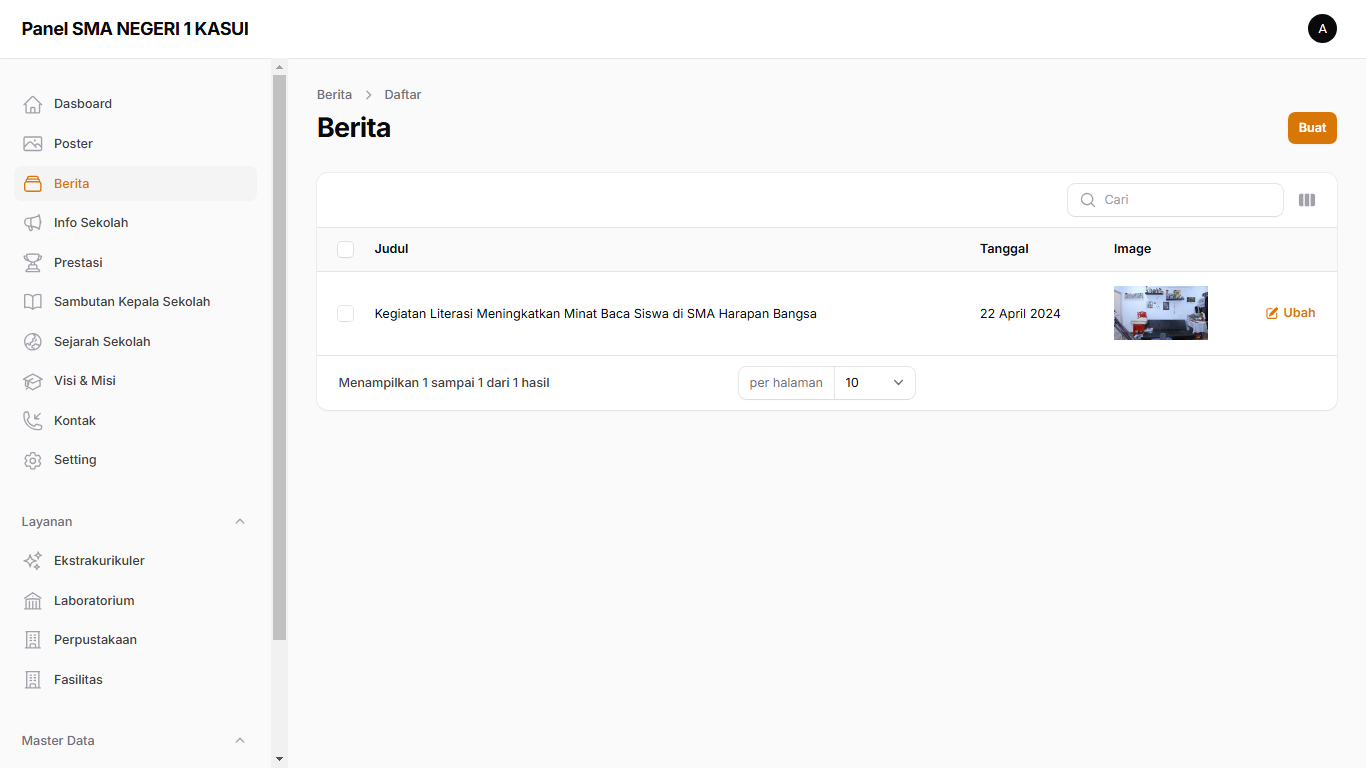 Panel SMA NEGERI 1 KASUI
A
Dasboard
Poster
Berita
Info Sekolah
Prestasi
Sambutan Kepala Sekolah
Sejarah Sekolah
Visi & Misi
Kontak
Setting
Layanan
Ekstrakurikuler
Laboratorium
Perpustakaan
Fasilitas
Master Data
Berita > Daftar
Berita
Buat
Cari
Judul Tanggal Image
Kegiatan Literasi Meningkatkan Minat Baca Siswa di SMA Harapan Bangsa 22 April 2024 Ubah
Menampilkan 1 sampai 1 dari 1 hasil per halaman 10